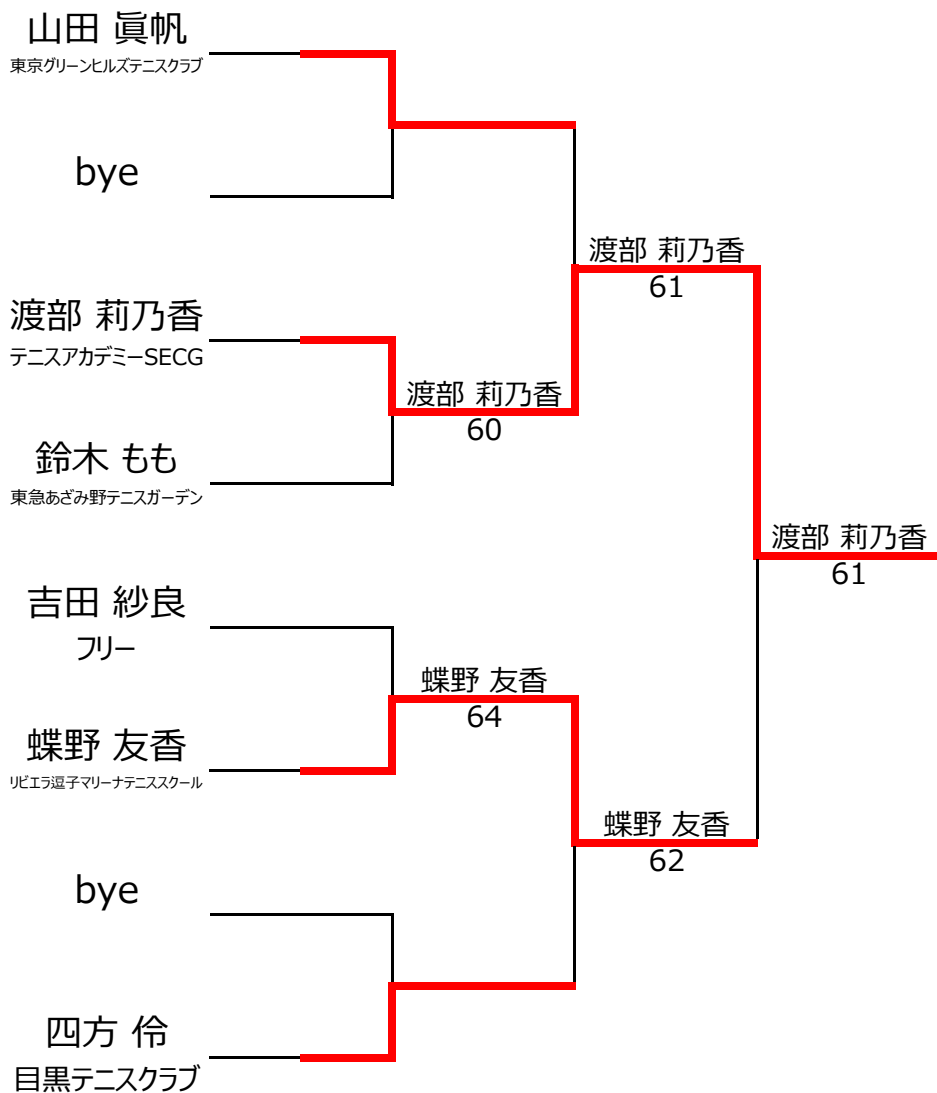 山田 眞帆
東京グリーンヒルズテニスクラブ
bye
渡部 莉乃香
61
渡部 莉乃香
テニスアカデミーSECG
渡部 莉乃香
60
鈴木 もも
東急あざみ野テニスガーデン
渡部 莉乃香
61
吉田 紗良
フリー
蝶野 友香
64
蝶野 友香
リビエラ逗子マリーナテニススクール
蝶野 友香
62
bye
四方 伶
目黒テニスクラブ